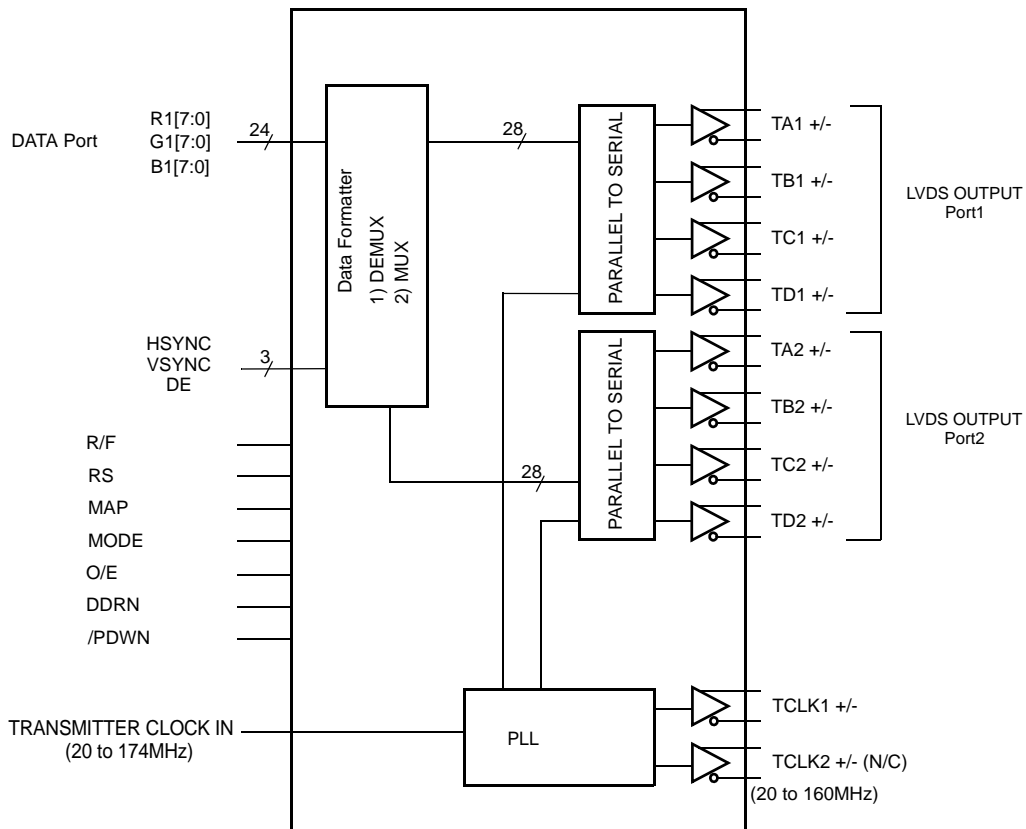 DATA Port
R1[7:0]
G1[7:0]
B1[7:0]
24
HSYNC
VSYNC
DE
3
R/F
RS
MAP
MODE
O/E
DDRN
/PDWN
TRANSMITTER CLOCK IN
(20 to 174MHz)
Data Formatter
1) DEMUX
2) MUX
28
28
PARALLEL TO SERIAL
PARALLEL TO SERIAL
PLL
TA1 +/-
TB1 +/-
TC1 +/-
TD1 +/-
LVDS OUTPUT
Port1
TA2 +/-
TB2 +/-
TC2 +/-
TD2 +/-
LVDS OUTPUT
Port2
TCLK1 +/-
TCLK2 +/- (N/C)
(20 to 160MHz)